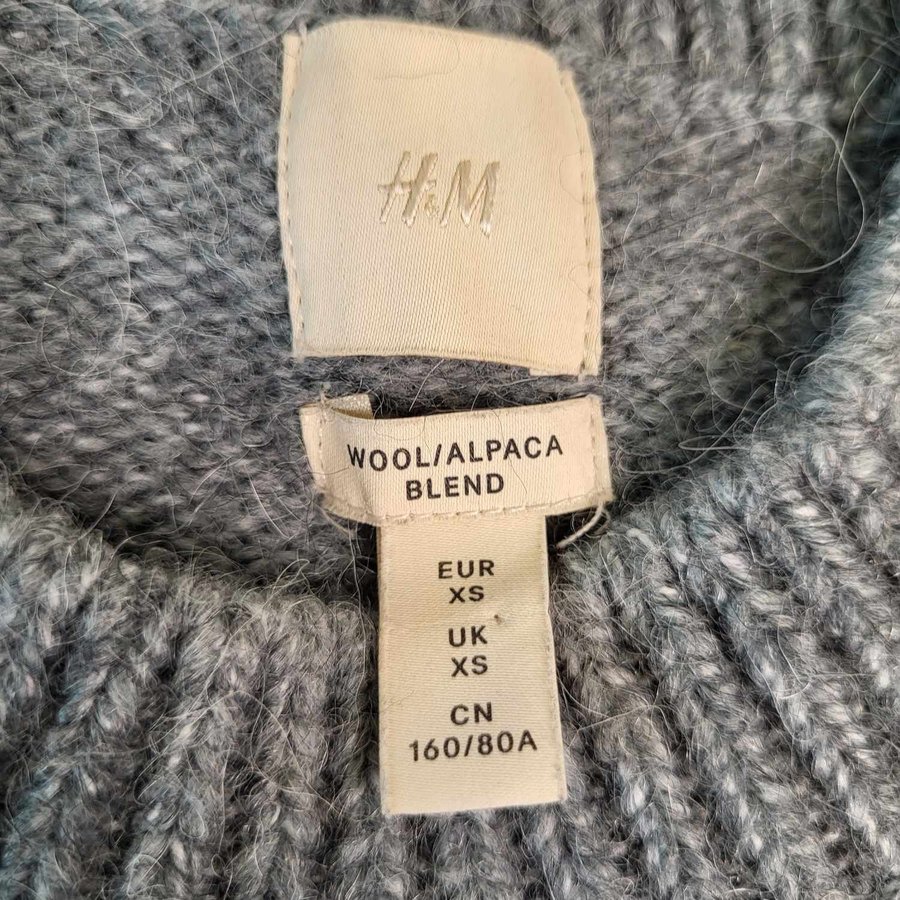 H&M
WOOL/ALPACA
BLEND
EUR
XS
UK
XS
CN
160/80A